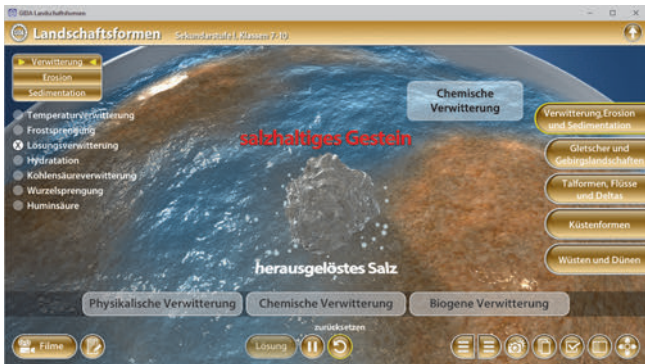 GIDA Landschaftsformen
Landschaftsformen Sekundarstufe I, Klassen 7-10
Verwitterung
Erosion
Sedimentation
Temperaturverwitterung
Frostsprengung
Lösungsverwitterung
Hydratation
Kohlensäureverwitterung
Wurzelsprengung
Huminsäure
Chemische
Verwitterung
salzhaltiges Gestein
herausgelöstes Salz
Verwitterung,Erosion
und Sedimentation
Gletscher und
Gebirgslandschaften
Talformen, Flüsse
und Deltas
Küstenformen
Wüsten und Dünen
Physikalische Verwitterung
Chemische Verwitterung
Biogene Verwitterung
zurücksetzen
Filme
Lösung